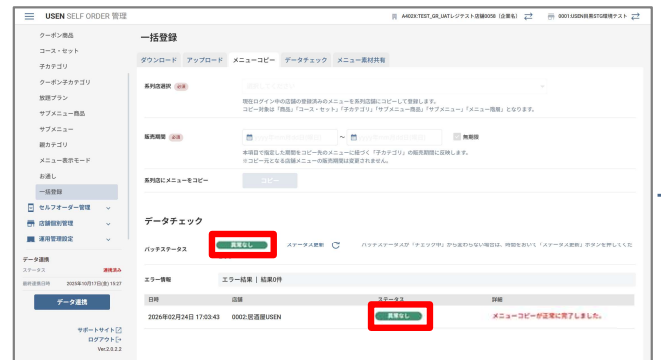 USEN SELF ORDER 管理
A402X:TEST_GR_UATレジテスト店舗0058（企業名）
0001:USEN飲食STG環境テスト
クーポン商品
コース・セット
子カテゴリ
クーポン子カテゴリ
放題プラン
サブメニュー商品
サブメニュー
親カテゴリ
メニュー表示モード
お通し
一括登録
セルフオーダー管理
店舗個別管理
運用管理設定
データ連携
ステータス 連携済み
最終連携日時 2025年10月17日(金) 15:27
データ連携
サポートサイト
ログアウト
Ver.2.0.2.2
一括登録
ダウンロード アップロード メニューコピー データチェック メニュー素材共有
系列店選択 必須
現在ログイン中の店舗の登録済みのメニューを系列店舗にコピーして登録します。
コピー対象は「商品」「コース・セット」「子カテゴリ」「サブメニュー商品」「サブメニュー」「メニュー階層」となります。
販売期間 必須
～
無期限
本項目で指定した期間をコピー先のメニューに紐づく「子カテゴリ」の販売期間に反映します。
※コピー元となる店舗メニューの販売期間は変更されません。
系列店にメニューをコピー コピー
データチェック
バッチステータス 異常なし ステータス更新 バッチステータスが「チェック中」から変わらない場合は、時間をおいて「ステータス更新」ボタンを押してくだ
エラー情報 エラー結果 | 結果0件
日時 店舗 ステータス 詳細
2026年02月24日 17:03:43 0002:居酒屋USEN 異常なし メニューコピーが正常に完了しました。